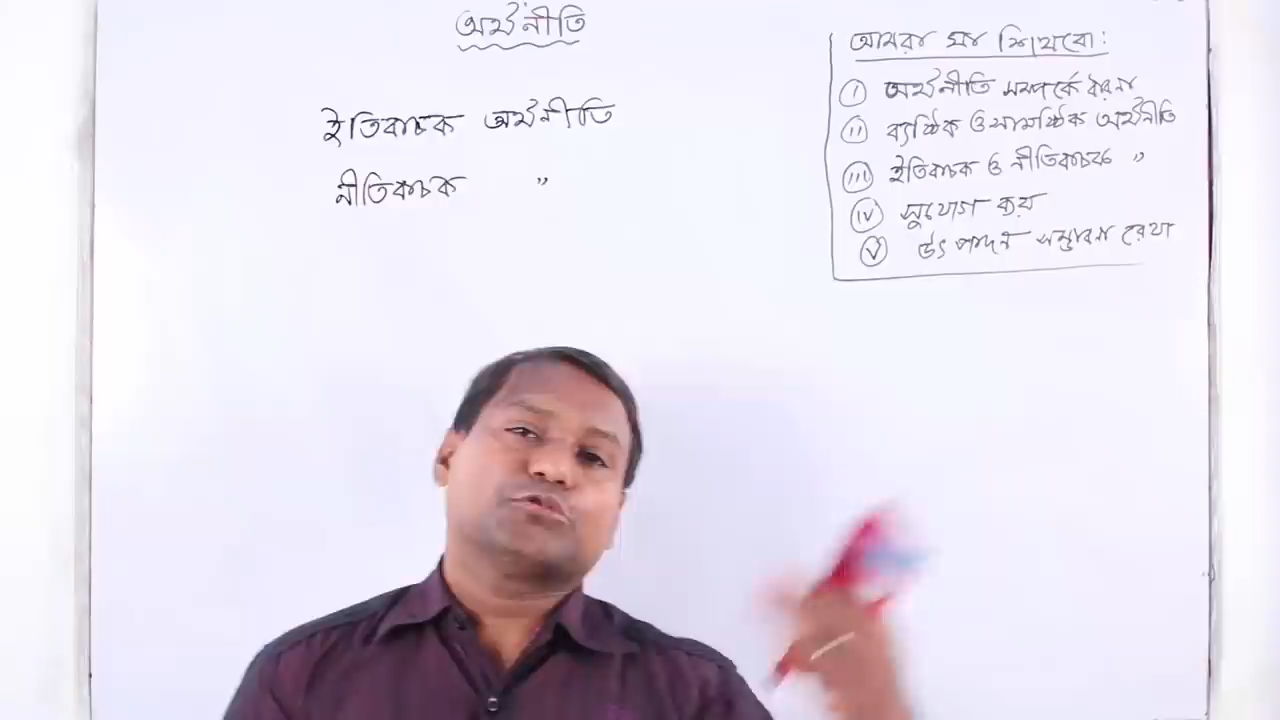 অর্থনীতি
ইতিবাচক অর্থনীতি
নীতিবাচক "
আমরা যা শিখবো:
(i) অর্থনীতি সম্পর্কে ধারনা
(ii) ব্যষ্টিক ও সামষ্টিক অর্থনীতি
(iii) ইতিবাচক ও নীতিবাচক "
(iv) সুযোগ ব্যয়
(v) উৎপাদন সম্ভাবনা রেখা